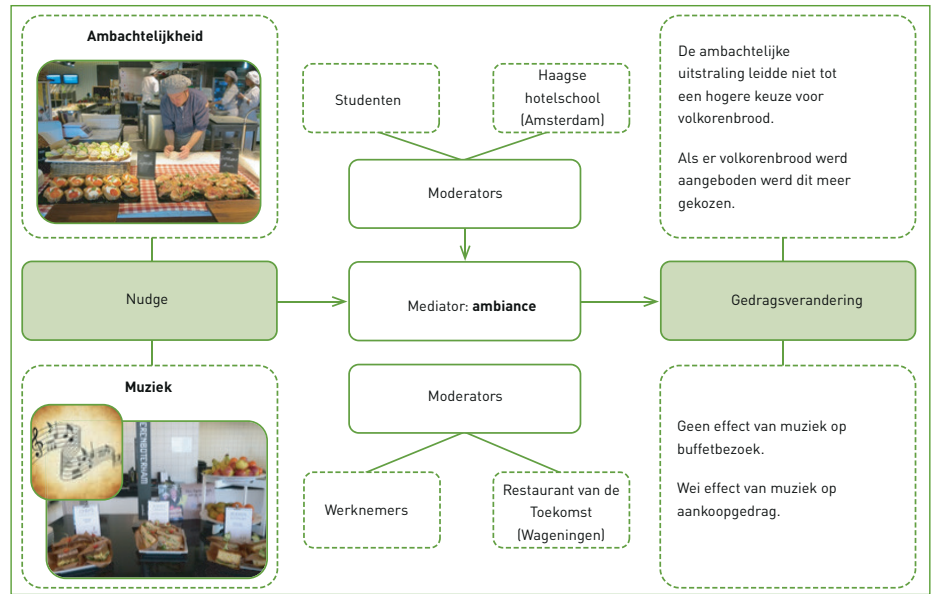 Ambachtelijkheid
Studenten
Haagse
hotelschool
(Amsterdam)
De ambachtelijke
uitstraling leidde niet tot
een hogere keuze voor
volkorenbrood.
Als er volkorenbrood werd
aangeboden werd dit meer
gekozen.
Moderators
Nudge
Mediator: ambiance
Gedragsverandering
Muziek
Moderators
Werknemers
Restaurant van de
Toekomst
(Wageningen)
Geen effect van muziek op
buffetbezoek.
Wei effect van muziek op
aankoopgedrag.
ERENBOTERHAM